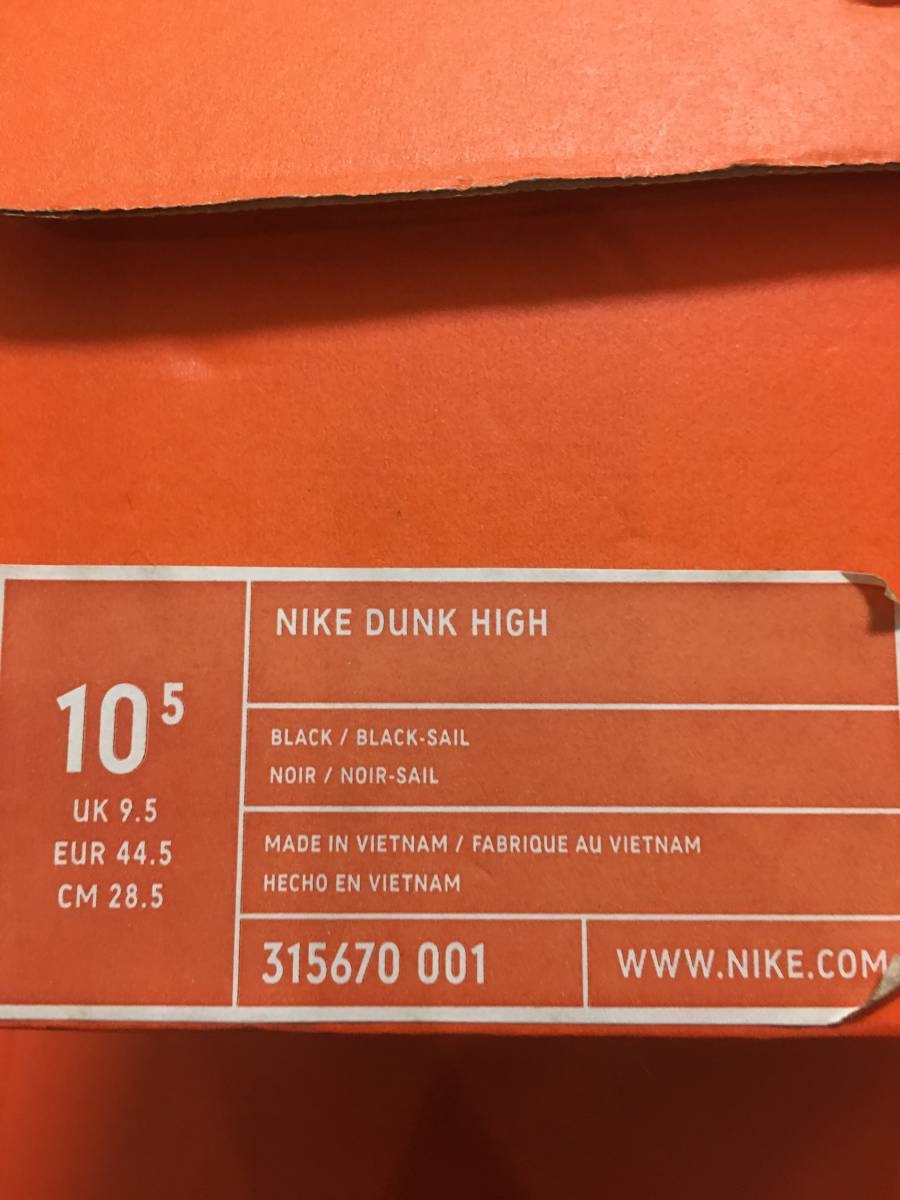 10⁵
UK 9.5
EUR 44.5
CM 28.5
NIKE DUNK HIGH
BLACK / BLACK-SAIL
NOIR / NOIR-SAIL
MADE IN VIETNAM / FABRIQUE AU VIETNAM
HECHO EN VIETNAM
315670 001
WWW.NIKE.COM